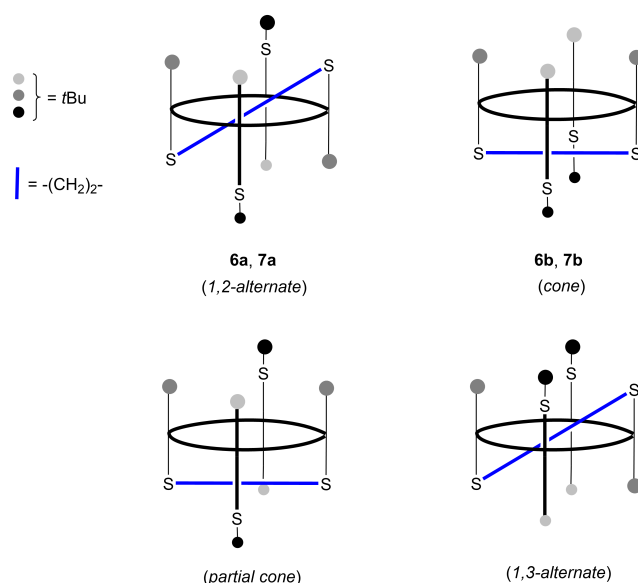 = tBu
= -(CH2)2-
S
S
S
S
6a, 7a
(1,2-alternate)
S
S
S
S
6b, 7b
(cone)
S
S
S
S
(partial cone)
S
S
S
S
(1,3-alternate)